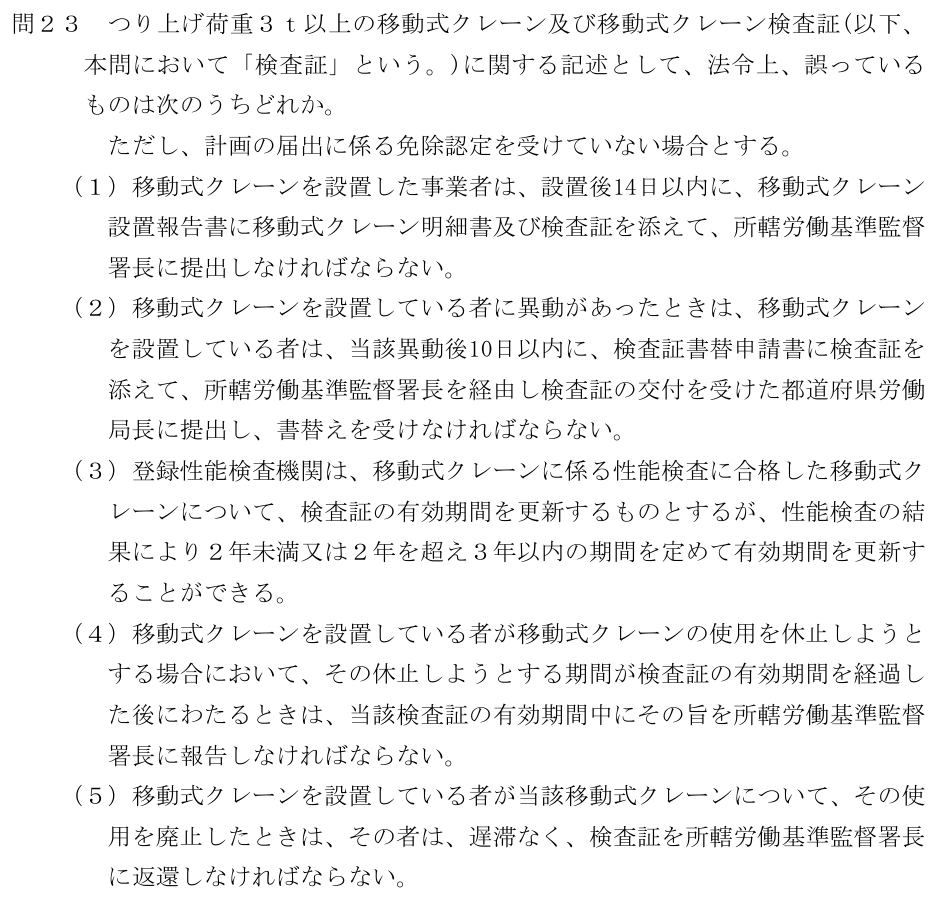 問２３　つり上げ荷重３ｔ以上の移動式クレーン及び移動式クレーン検査証(以下、
本問において「検査証」という。)に関する記述として、法令上、誤っている
ものは次のうちどれか。
ただし、計画の届出に係る免除認定を受けていない場合とする。
（１）移動式クレーンを設置した事業者は、設置後14日以内に、移動式クレーン
設置報告書に移動式クレーン明細書及び検査証を添えて、所轄労働基準監督
署長に提出しなければならない。
（２）移動式クレーンを設置している者に異動があったときは、移動式クレーン
を設置している者は、当該異動後10日以内に、検査証書替申請書に検査証を
添えて、所轄労働基準監督署長を経由し検査証の交付を受けた都道府県労働
局長に提出し、書替えを受けなければならない。
（３）登録性能検査機関は、移動式クレーンに係る性能検査に合格した移動式ク
レーンについて、検査証の有効期間を更新するものとするが、性能検査の結
果により２年未満又は２年を超え３年以内の期間を定めて有効期間を更新す
ることができる。
（４）移動式クレーンを設置している者が移動式クレーンの使用を休止しようと
する場合において、その休止しようとする期間が検査証の有効期間を経過し
た後にわたるときは、当該検査証の有効期間中にその旨を所轄労働基準監督
署長に報告しなければならない。
（５）移動式クレーンを設置している者が当該移動式クレーンについて、その使
用を廃止したときは、その者は、遅滞なく、検査証を所轄労働基準監督署長
に返還しなければならない。